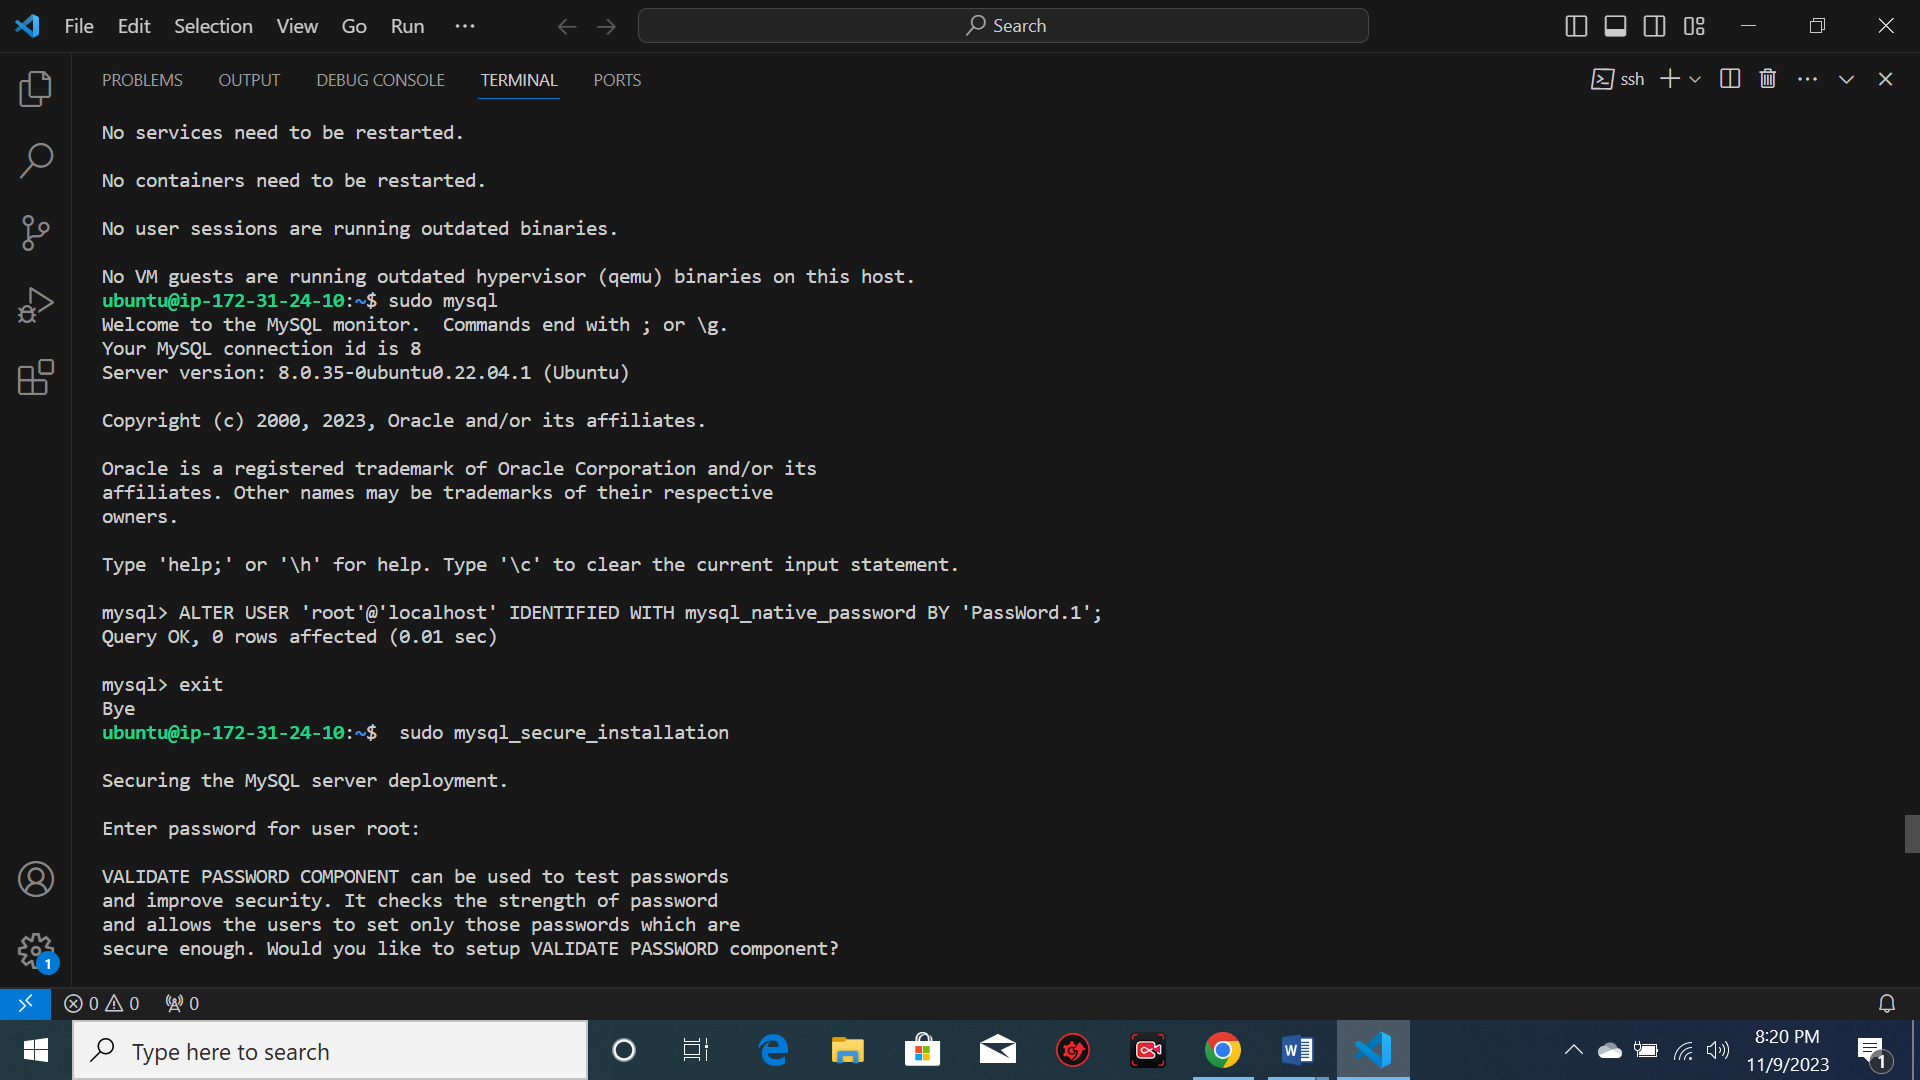 File Edit Selection View Go Run ···
Search
PROBLEMS OUTPUT DEBUG CONSOLE TERMINAL PORTS
ssh
No services need to be restarted.
No containers need to be restarted.
No user sessions are running outdated binaries.
No VM guests are running outdated hypervisor (qemu) binaries on this host.
ubuntu@ip-172-31-24-10:~$ sudo mysql
Welcome to the MySQL monitor.  Commands end with ; or \g.
Your MySQL connection id is 8
Server version: 8.0.35-0ubuntu0.22.04.1 (Ubuntu)
Copyright (c) 2000, 2023, Oracle and/or its affiliates.
Oracle is a registered trademark of Oracle Corporation and/or its
affiliates. Other names may be trademarks of their respective
owners.
Type 'help;' or '\h' for help. Type '\c' to clear the current input statement.
mysql> ALTER USER 'root'@'localhost' IDENTIFIED WITH mysql_native_password BY 'PassWord.1';
Query OK, 0 rows affected (0.01 sec)
mysql> exit
Bye
ubuntu@ip-172-31-24-10:~$  sudo mysql_secure_installation
Securing the MySQL server deployment.
Enter password for user root:
VALIDATE PASSWORD COMPONENT can be used to test passwords
and improve security. It checks the strength of password
and allows the users to set only those passwords which are
secure enough. Would you like to setup VALIDATE PASSWORD component?
1
0 0 0
Type here to search
8:20 PM
11/9/2023
1